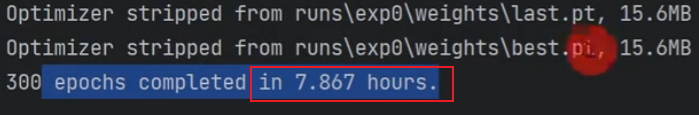 Optimizer stripped from runs\exp0\weights\last.pt, 15.6MB
Optimizer stripped from runs\exp0\weights\best.pt, 15.6MB
300 epochs completed in 7.867 hours.